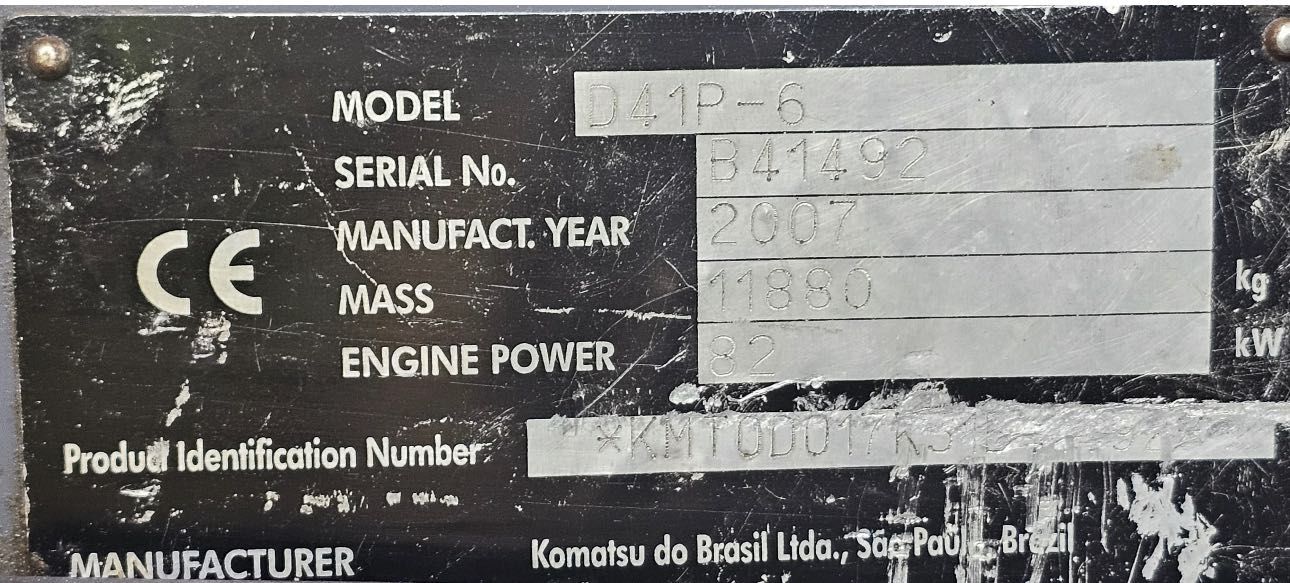 MODEL D41P-6
SERIAL No. B41492
MANUFACT. YEAR 2007
CE MASS 11880 kg
ENGINE POWER 82 kW
Product Identification Number
MANUFACTURER Komatsu do Brasil Ltda., São Paulo - Brezil